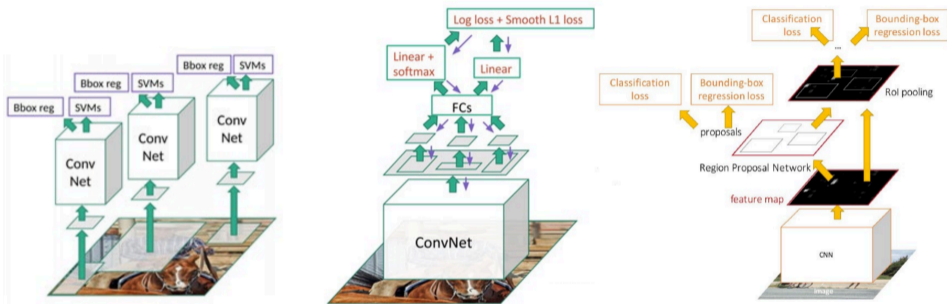 Bbox reg SVMs
Bbox reg SVMs
Bbox reg SVMs
Conv
Net
Conv
Net
Conv
Net
Log loss + Smooth L1 loss
Linear +
softmax
Linear
FCs
ConvNet
Classification
loss
Bounding-box
regression loss
...
Classification
loss
Bounding-box
regression loss
RoI pooling
proposals
Region Proposal Network
feature map
CNN
image